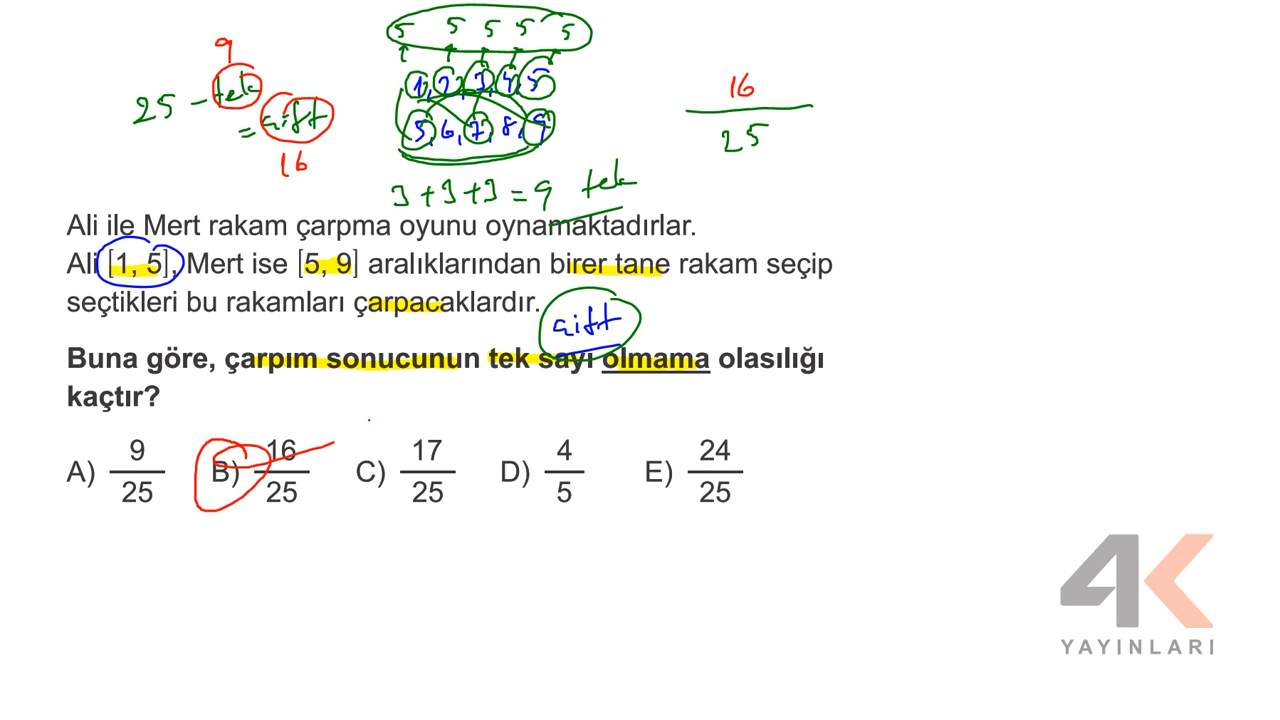 5 5 5 5 5
9
25 - tek
= çift
16
1, 2, 3, 4, 5
5, 6, 7, 8, 9
3 + 3 + 3 = 9 tek
16
25
Ali ile Mert rakam çarpma oyunu oynamaktadırlar.
Ali [1, 5], Mert ise [5, 9] aralıklarından birer tane rakam seçip
seçtikleri bu rakamları çarpacaklardır.
çift
Buna göre, çarpım sonucunun tek sayı olmama olasılığı
kaçtır?
A) 9/25 B) 16/25 C) 17/25 D) 4/5 E) 24/25
4K
YAYINLARI